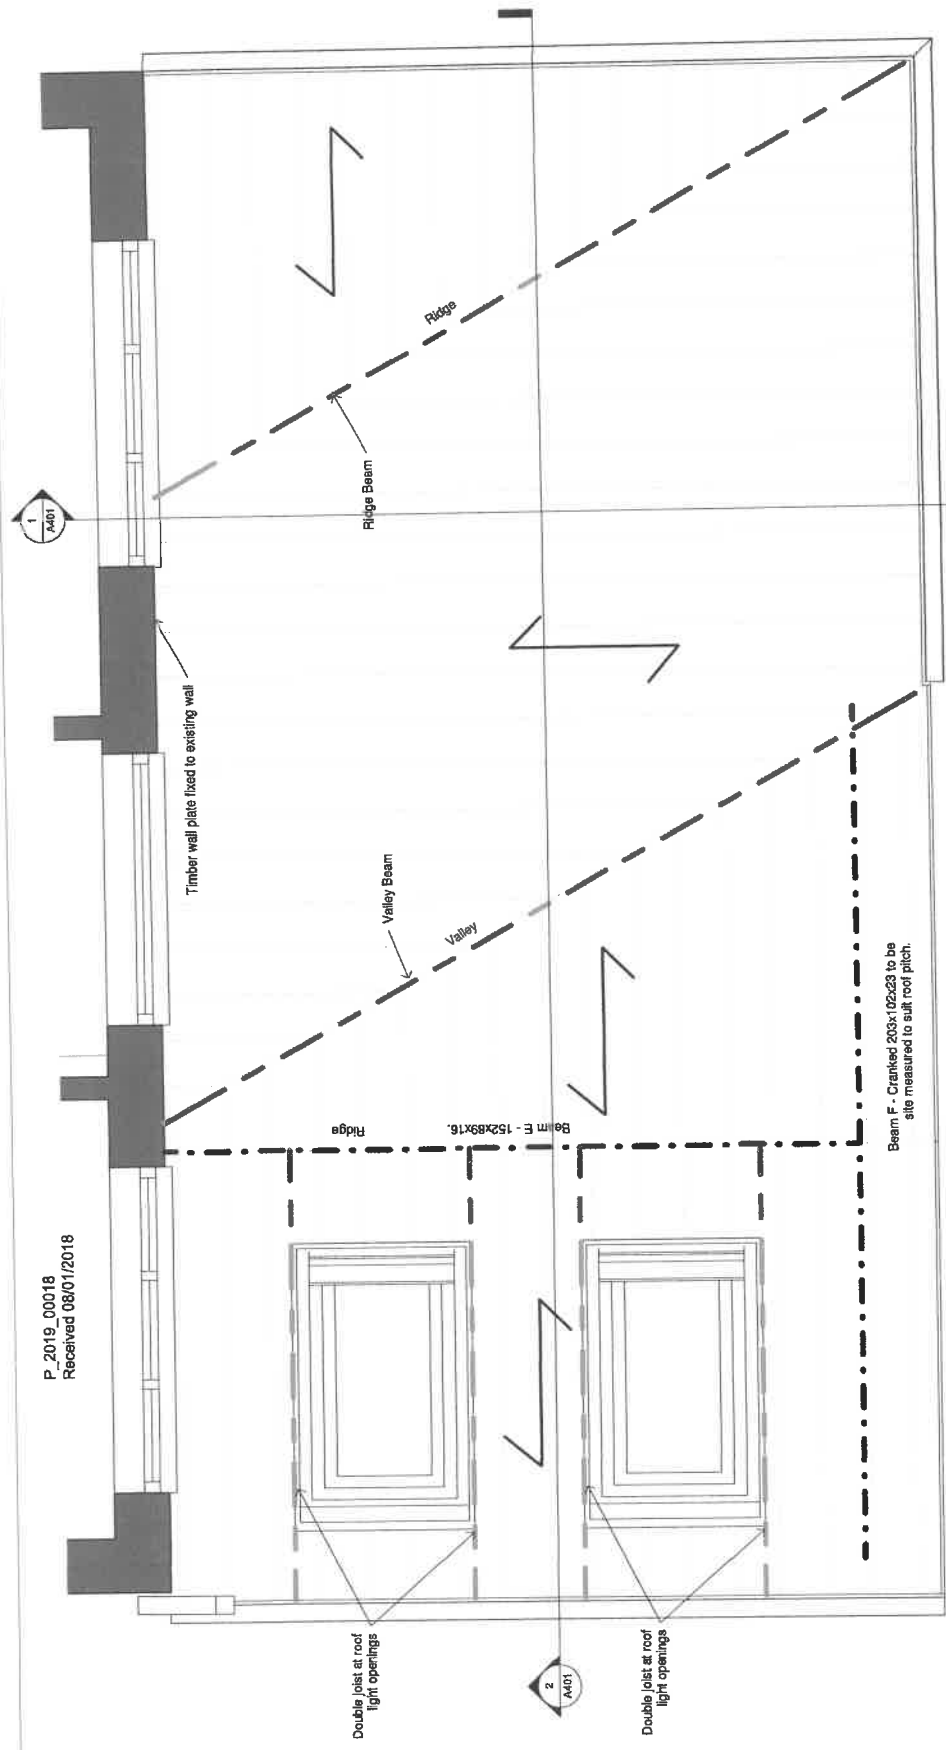 P_2019_00018
Received 08/01/2018
1
A401
Timber wall plate fixed to existing wall
Ridge
Ridge Beam
Valley Beam
Valley
Ridge
Beam E - 152x89x16.
Beam F - Cranked 203x102x23 to be
site measured to suit roof pitch.
Double joist at roof
light openings
Double joist at roof
light openings
2
A401